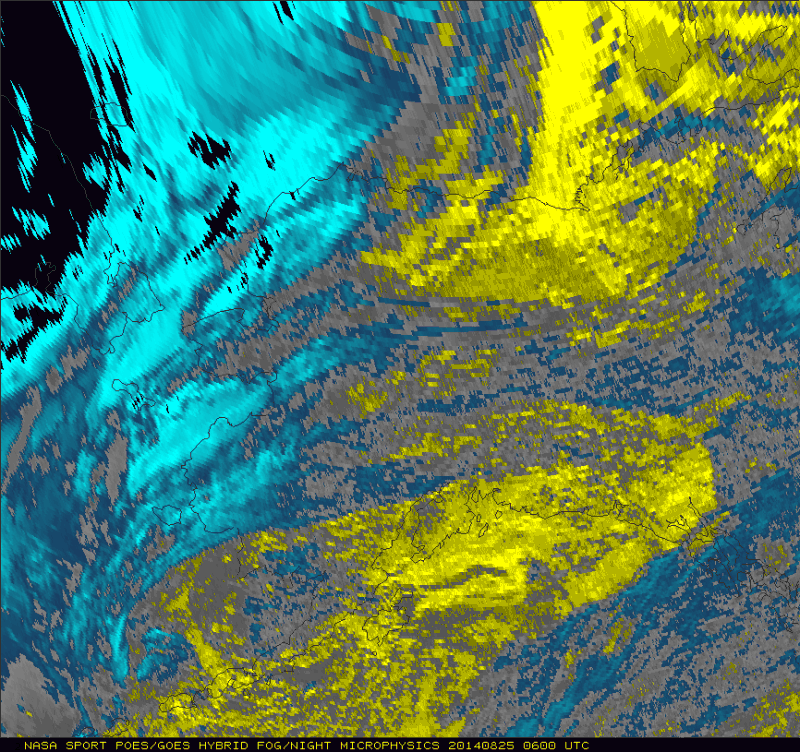 NASA SPORT POES/GOES HYBRID FOG/NIGHT MICROPHYSICS 20140825 0600 UTC